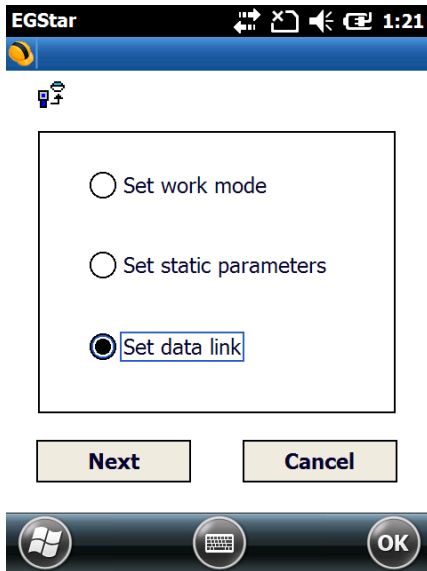 EGStar 1:21
Set work mode
Set static parameters
Set data link
Next Cancel
OK